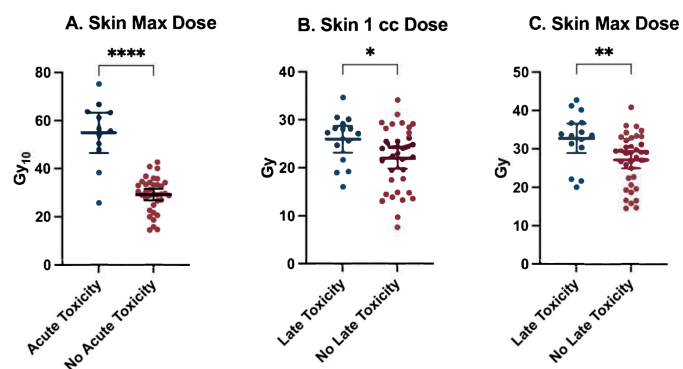 A. Skin Max Dose
****
80
60
40
20
0
Gy10
Acute Toxicity
No Acute Toxicity
B. Skin 1 cc Dose
*
40
30
20
10
0
Gy
Late Toxicity
No Late Toxicity
C. Skin Max Dose
**
50
40
30
20
10
0
Gy
Late Toxicity
No Late Toxicity